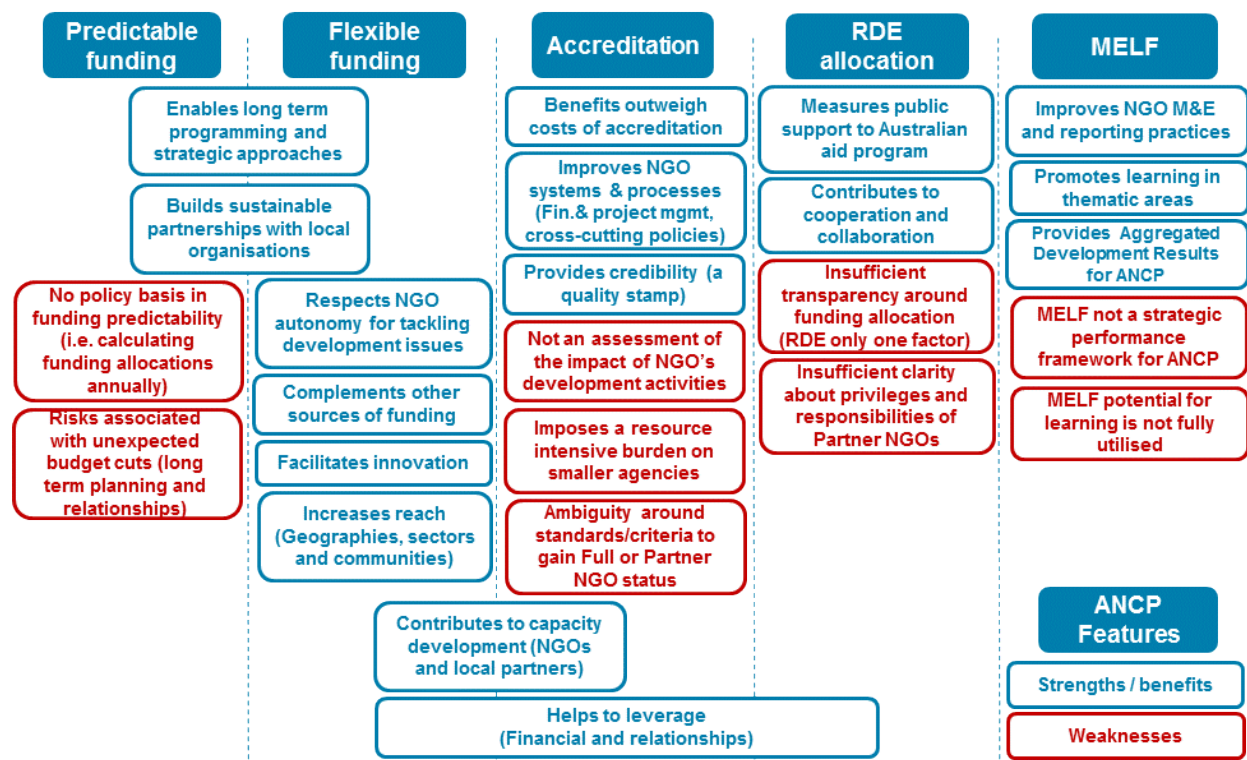 Predictable
funding
Flexible
funding
Accreditation
RDE
allocation
MELF
Enables long term
programming and
strategic approaches
Builds sustainable
partnerships with local
organisations
No policy basis in
funding predictability
(i.e. calculating
funding allocations
annually)
Risks associated
with unexpected
budget cuts (long
term planning and
relationships)
Respects NGO
autonomy for tackling
development issues
Complements other
sources of funding
Facilitates innovation
Increases reach
(Geographies, sectors
and communities)
Benefits outweigh
costs of accreditation
Improves NGO
systems & processes
(Fin.& project mgmt,
cross-cutting policies)
Provides credibility (a
quality stamp)
Not an assessment of
the impact of NGO's
development activities
Imposes a resource
intensive burden on
smaller agencies
Ambiguity around
standards/criteria to
gain Full or Partner
NGO status
Measures public
support to Australian
aid program
Contributes to
cooperation and
collaboration
Insufficient
transparency around
funding allocation
(RDE only one factor)
Insufficient clarity
about privileges and
responsibilities of
Partner NGOs
Improves NGO M&E
and reporting practices
Promotes learning in
thematic areas
Provides Aggregated
Development Results
for ANCP
MELF not a strategic
performance
framework for ANCP
MELF potential for
learning is not fully
utilised
Contributes to capacity
development (NGOs
and local partners)
Helps to leverage
(Financial and relationships)
ANCP
Features
Strengths / benefits
Weaknesses